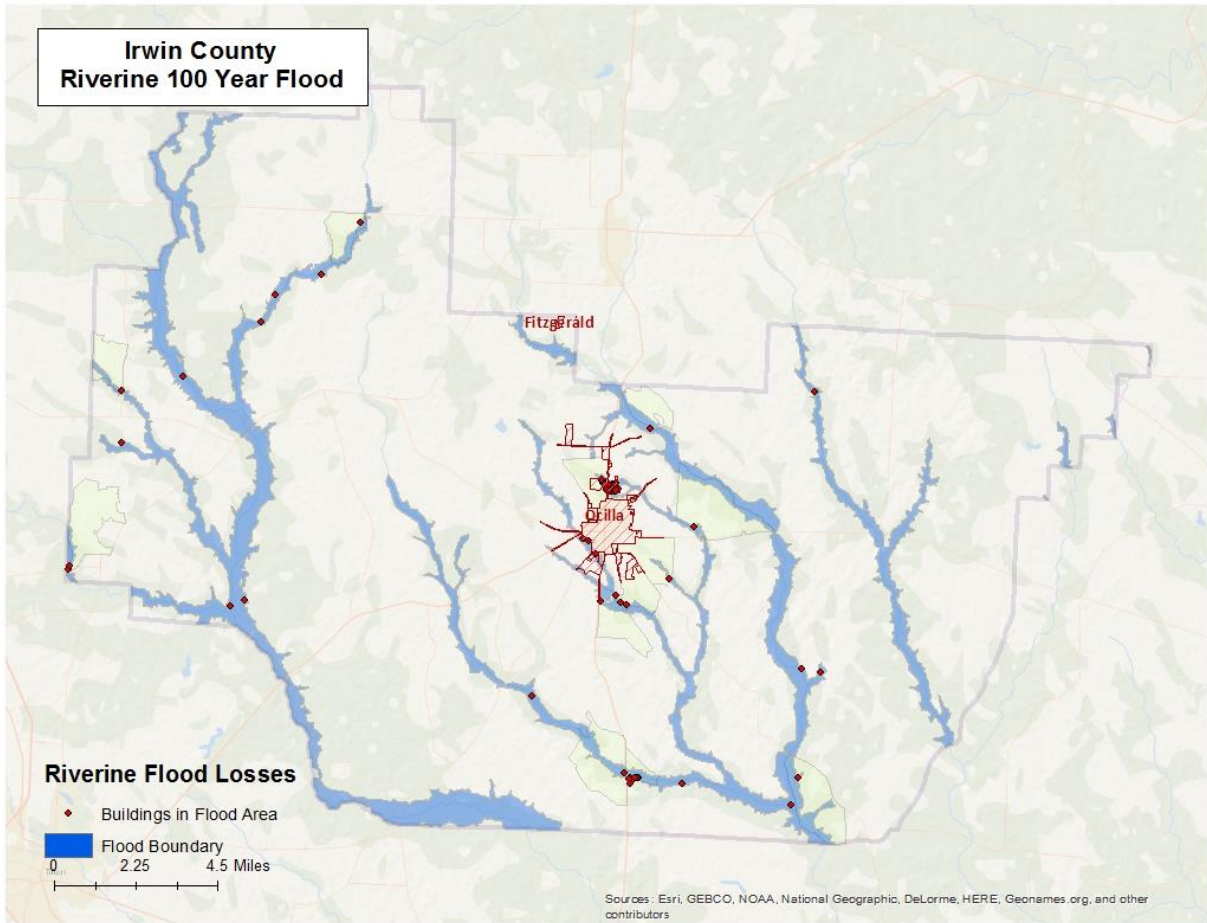 Irwin County
Riverine 100 Year Flood
Fitzgerald
Ocilla
Riverine Flood Losses
Buildings in Flood Area
Flood Boundary
0 2.25 4.5 Miles
Sources: Esri, GEBCO, NOAA, National Geographic, DeLorme, HERE, Geonames.org, and other
contributors